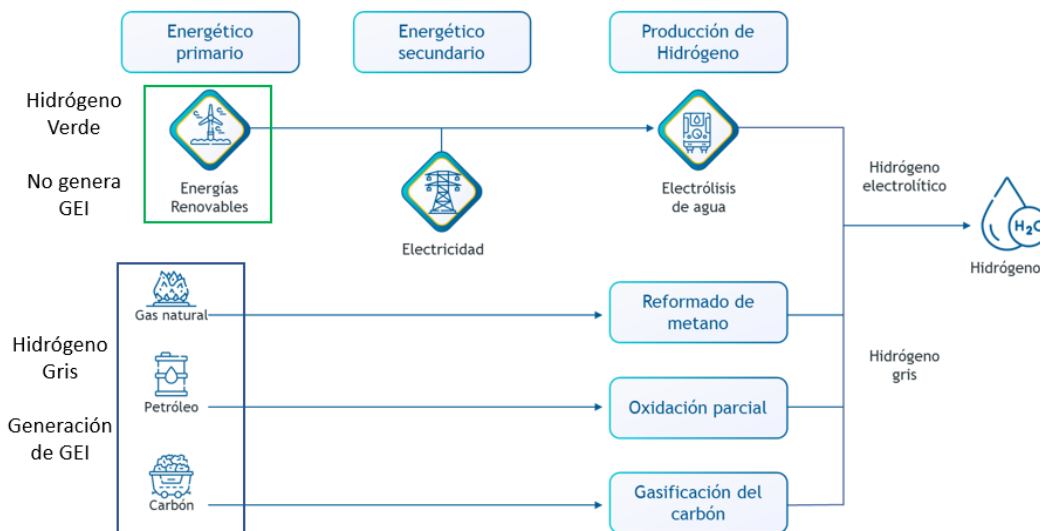 Energético
primario
Energético
secundario
Producción de
Hidrógeno
Hidrógeno
Verde
No genera
GEI
Energías
Renovables
Electricidad
Electrólisis
de agua
Hidrógeno
electrolítico
H₂O
Hidrógeno
Hidrógeno
Gris
Generación
de GEI
Gas natural
Reformado de
metano
Petróleo
Oxidación parcial
Hidrógeno
gris
Carbón
Gasificación del
carbón